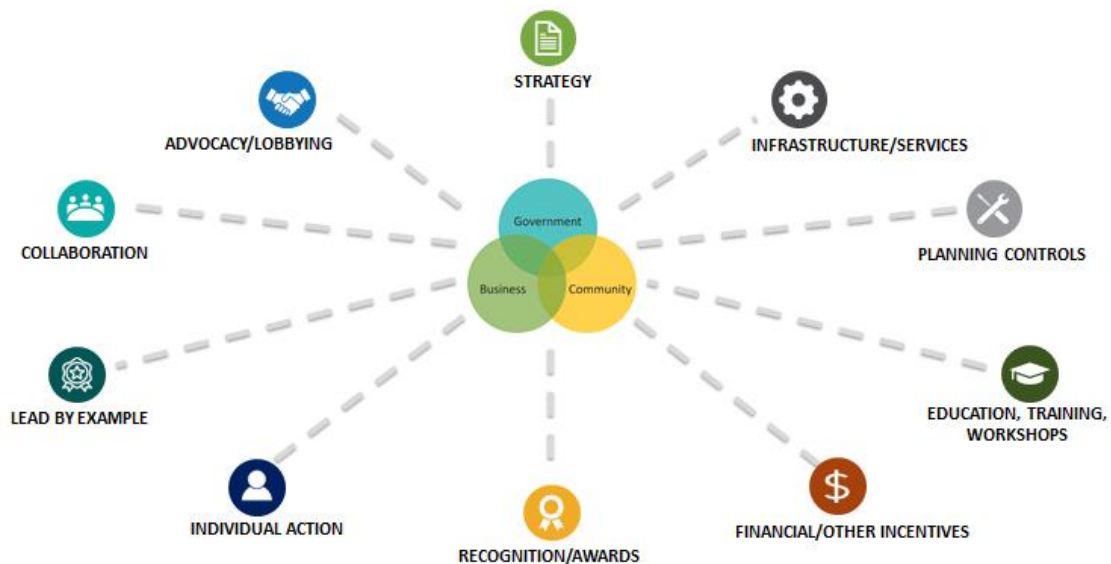 STRATEGY
ADVOCACY/LOBBYING
INFRASTRUCTURE/SERVICES
COLLABORATION
Government
PLANNING CONTROLS
Business
Community
LEAD BY EXAMPLE
EDUCATION, TRAINING,
WORKSHOPS
INDIVIDUAL ACTION
$
FINANCIAL/OTHER INCENTIVES
RECOGNITION/AWARDS